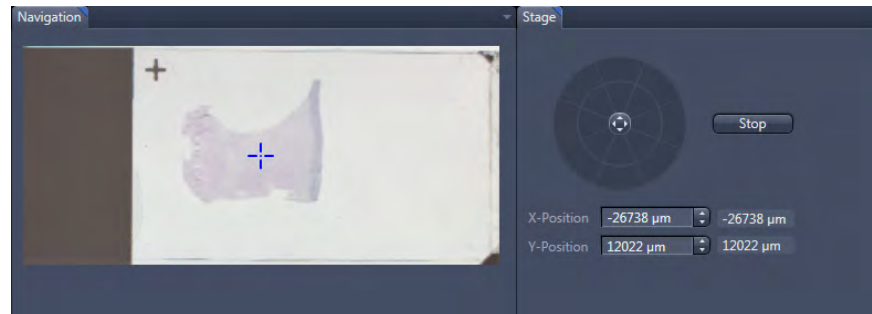 Navigation
Stage
Stop
X-Position -26738 µm -26738 µm
Y-Position 12022 µm 12022 µm